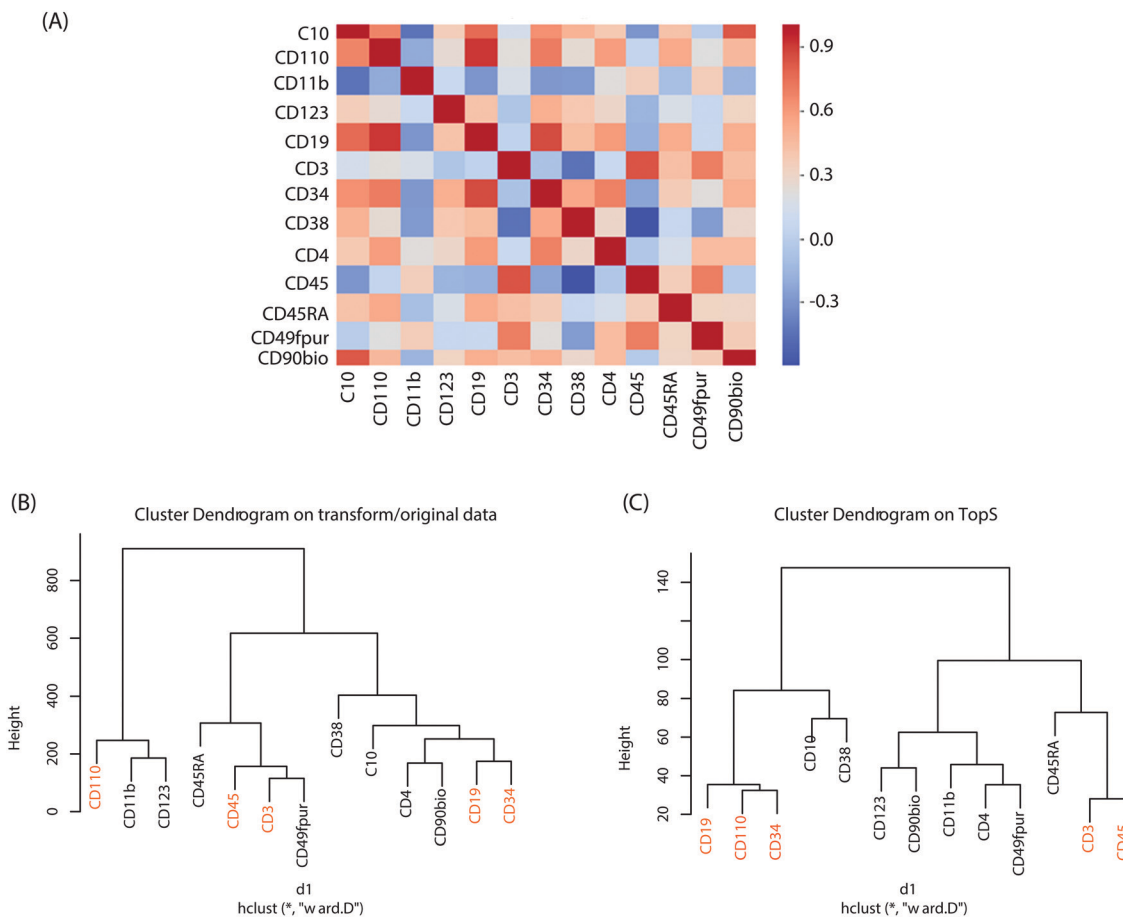 (A)
C10
CD110
CD11b
CD123
CD19
CD3
CD34
CD38
CD4
CD45
CD45RA
CD49fpur
CD90bio
0.9
0.6
0.3
0.0
-0.3
C10
CD110
CD11b
CD123
CD19
CD3
CD34
CD38
CD4
CD45
CD45RA
CD49fpur
CD90bio
(B)
Cluster Dendrogram on transform/original data
Height
800
600
400
200
0
CD110
CD11b
CD123
CD45RA
CD45
CD3
CD49fpur
CD38
C10
CD4
CD90bio
CD19
CD34
d1
hclust (*, "w ard.D")
(C)
Cluster Dendrogram on TopS
Height
140
100
80
60
40
20
CD19
CD110
CD34
CD10
CD38
CD123
CD90bio
CD11b
CD4
CD49fpur
CD45RA
CD3
CD45
d1
hclust (*, "w ard.D")